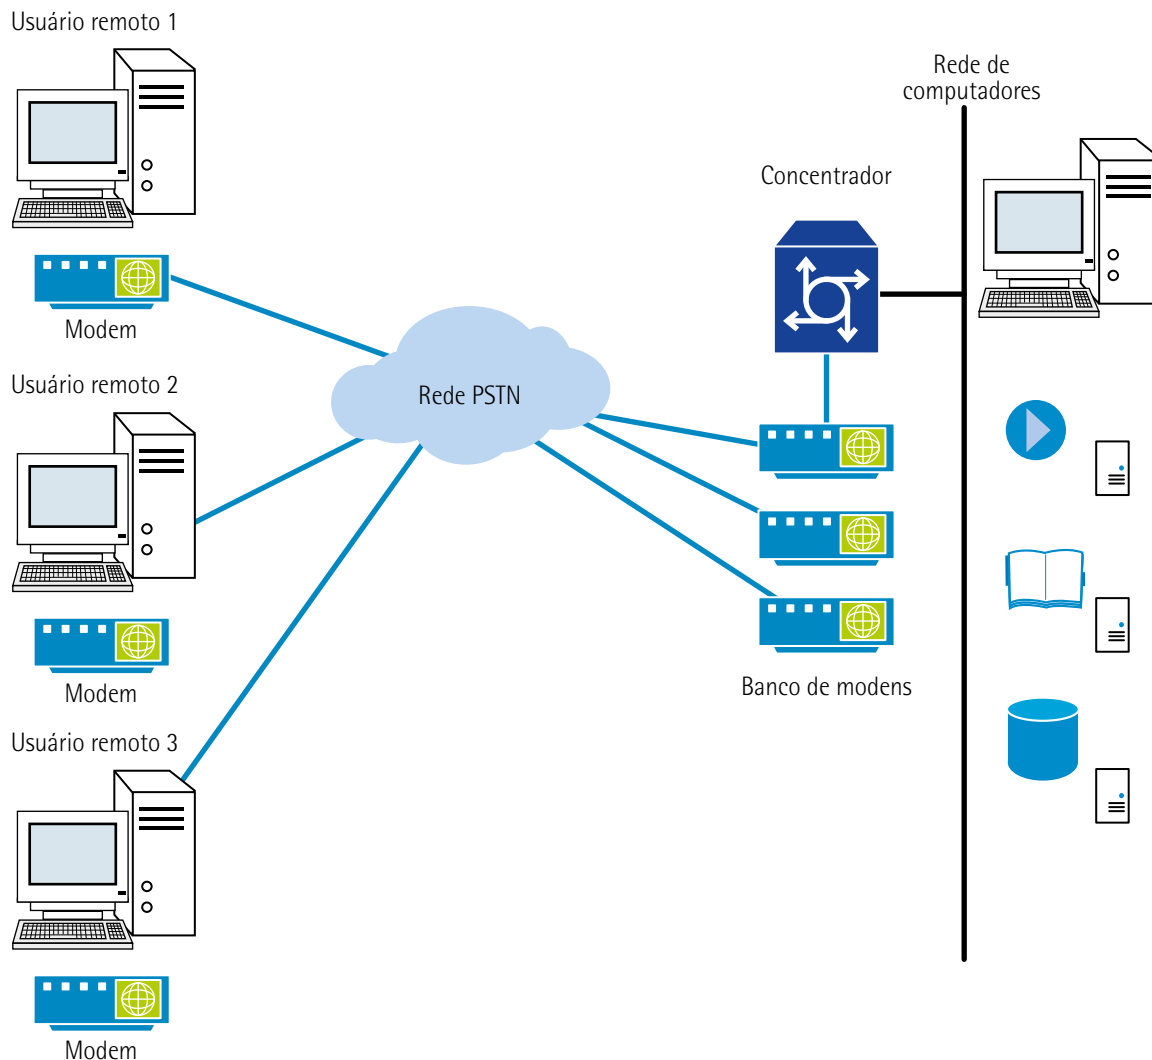 Usuário remoto 1
Modem
Usuário remoto 2
Modem
Usuário remoto 3
Modem
Rede PSTN
Concentrador
Banco de modens
Rede de
computadores